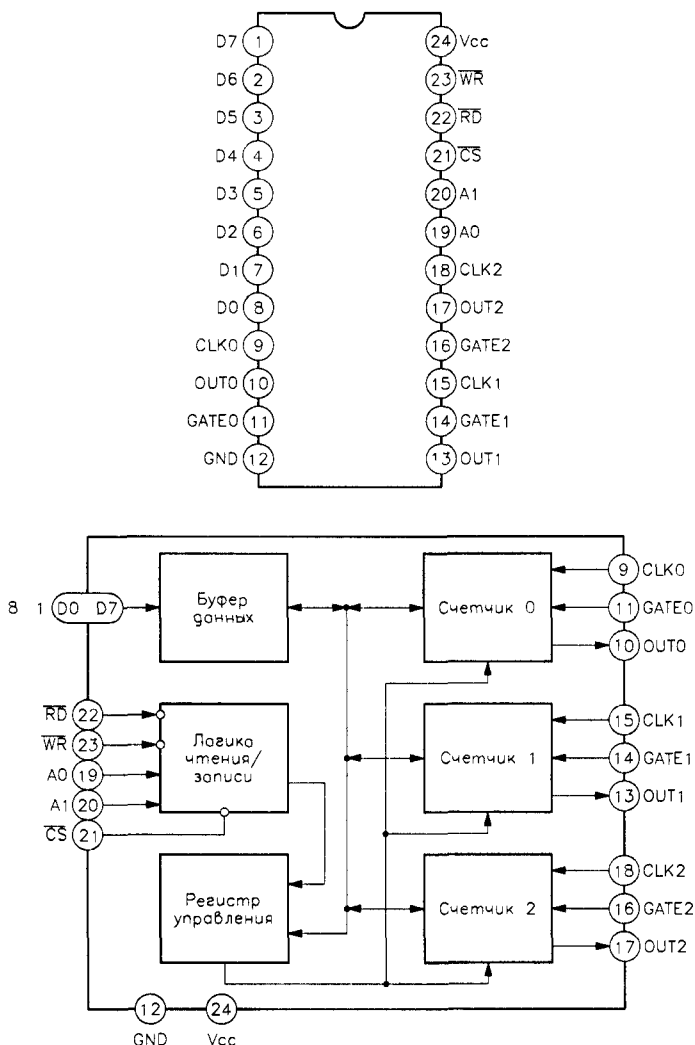 D7 1 24 Vcc
D6 2 23 WR
D5 3 22 RD
D4 4 21 CS
D3 5 20 A1
D2 6 19 A0
D1 7 18 CLK2
D0 8 17 OUT2
CLK0 9 16 GATE2
OUT0 10 15 CLK1
GATE0 11 14 GATE1
GND 12 13 OUT1
8 1 D0 D7
Буфер
данных
Счетчик 0
9 CLK0
11 GATE0
10 OUT0
RD 22
WR 23
A0 19
A1 20
CS 21
Логика
чтения/
записи
Счетчик 1
15 CLK1
14 GATE1
13 OUT1
Регистр
управления
Счетчик 2
18 CLK2
16 GATE2
17 OUT2
12 24
GND Vcc